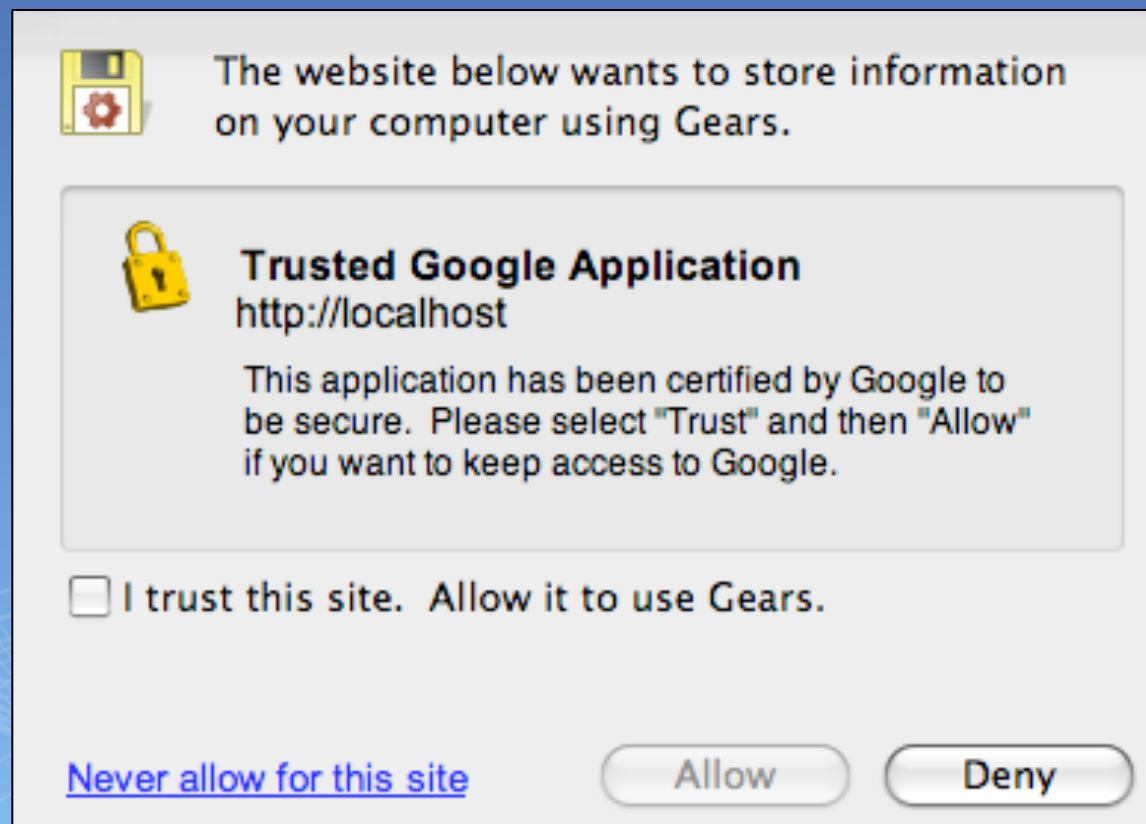 The website below wants to store information
on your computer using Gears.
Trusted Google Application
http://localhost
This application has been certified by Google to
be secure.  Please select "Trust" and then "Allow"
if you want to keep access to Google.
I trust this site.  Allow it to use Gears.
Never allow for this site
Allow
Deny